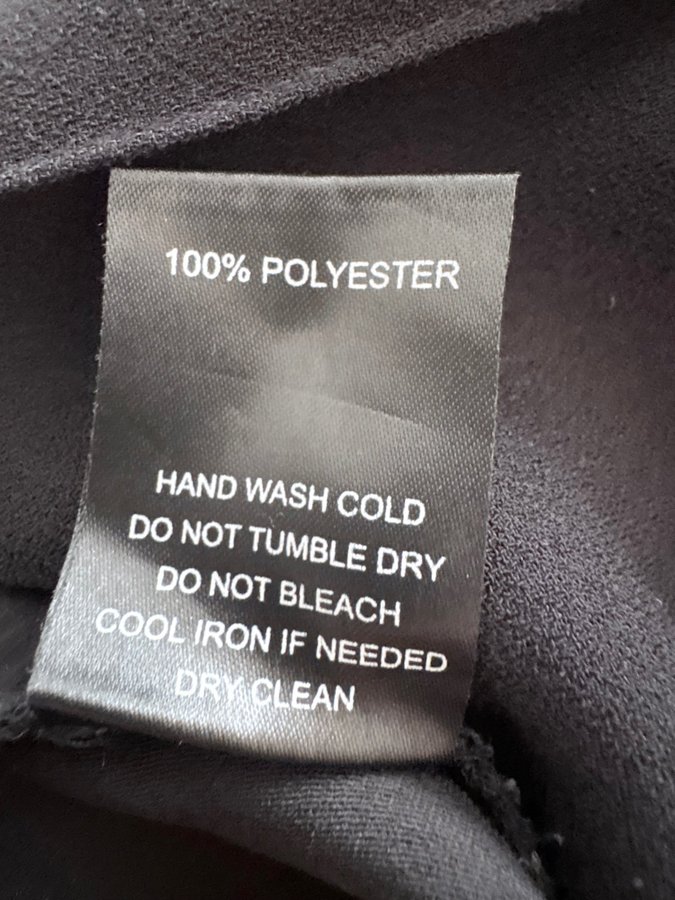 100% POLYESTER
HAND WASH COLD
DO NOT TUMBLE DRY
DO NOT BLEACH
COOL IRON IF NEEDED
DRY CLEAN